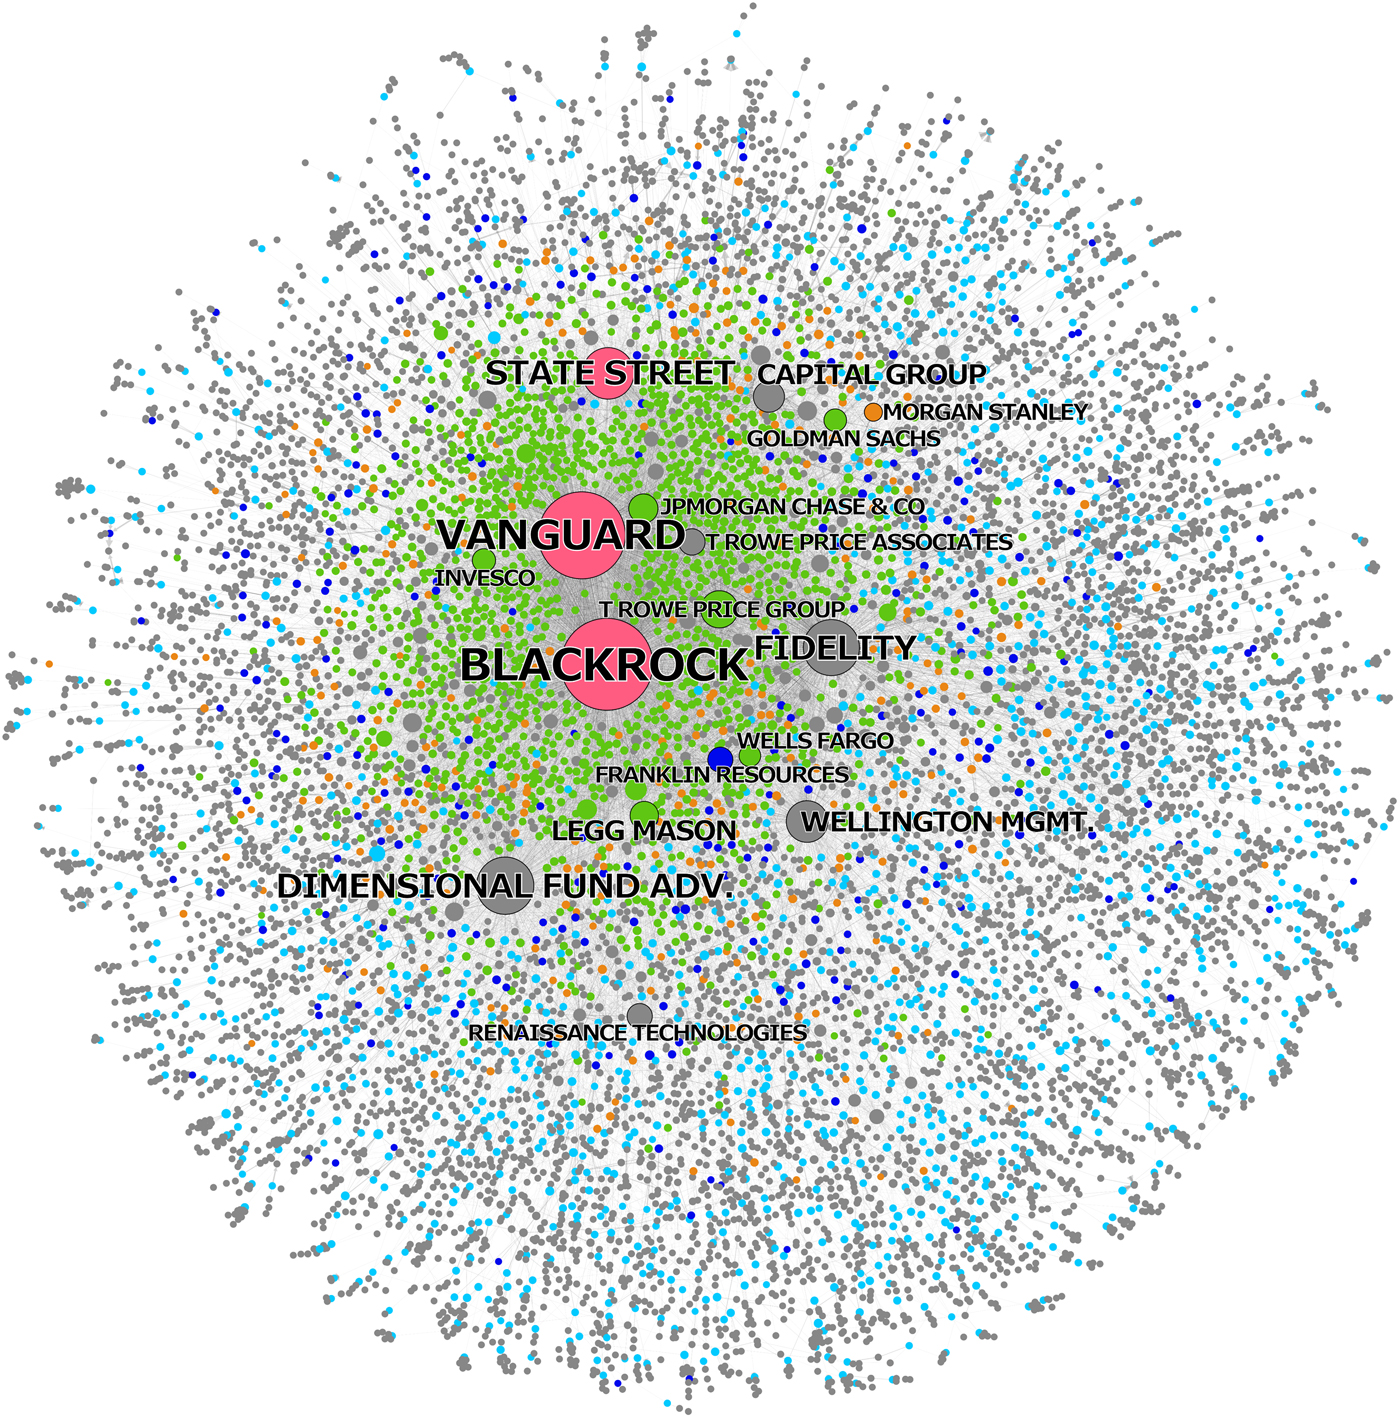 STATE STREET
CAPITAL GROUP
MORGAN STANLEY
GOLDMAN SACHS
JPMORGAN CHASE & CO
VANGUARD
T ROWE PRICE ASSOCIATES
INVESCO
T ROWE PRICE GROUP
FIDELITY
BLACKROCK
WELLS FARGO
FRANKLIN RESOURCES
WELLINGTON MGMT.
LEGG MASON
DIMENSIONAL FUND ADV.
RENAISSANCE TECHNOLOGIES